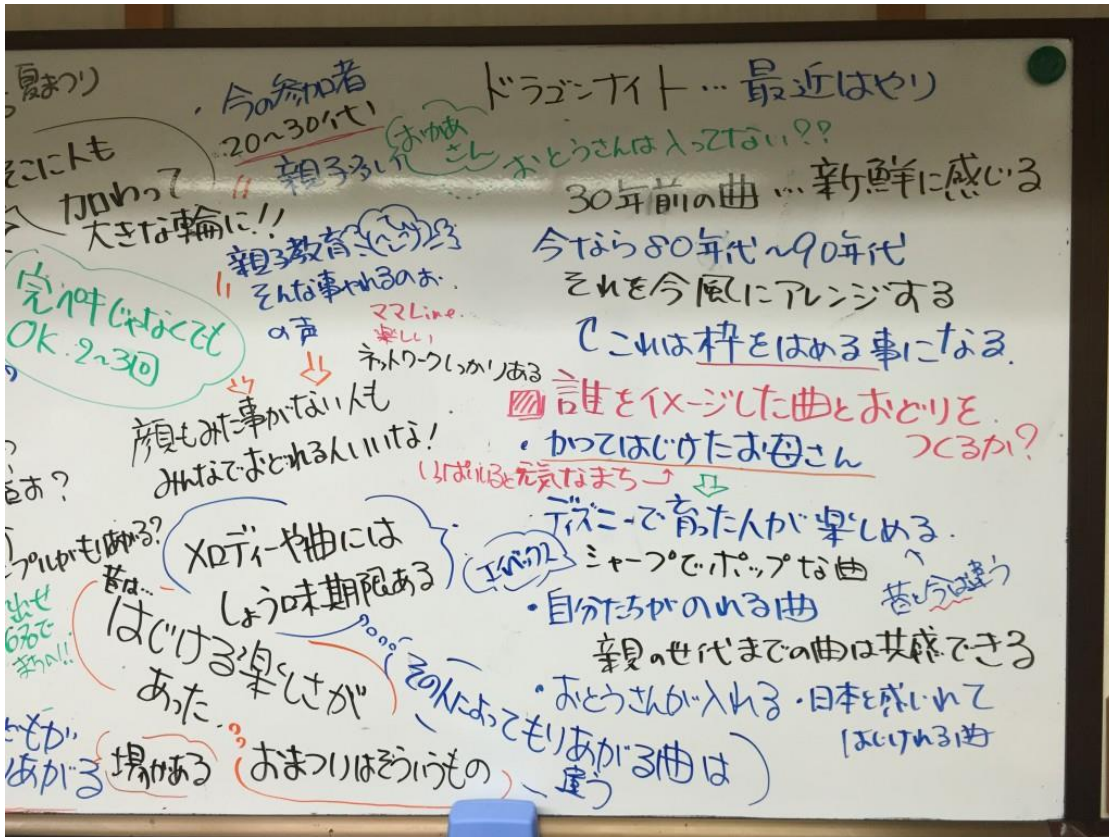 夏まつり
そこに人も
加わって
大きな輪に!!
完ペキじゃなくても
OK.2~3回
・今の参加者
20~30代い
親子多い
おかあ
さん
おとうさんは入ってない??
親子教育
そんな事やれるのぉ.
の声
ママLine.
楽しい
ネットワークしっかりある
顔もみた事がない人も
みんなでおどれるんいいな!
メロディーや曲には
しょう味期限ある
昔は…
はじける楽しさが
あった
そのんによってもりあがる曲は
違う
あがる
場がある
おまつりはそういうもの
ドラゴンナイト…最近はやり
30年前の曲…新鮮に感じる
今なら80年代~90年代
それを今風にアレンジする
これは枠をはめる事になる.
誰をイメージした曲とおどりを
つくるか?
・かつてはじけたお母さん
いっぱいいると元気なまち→
ディズニーで育った人が楽しめる.
エイベックス
シャープでポップな曲
昔と今は違う
・自分たちがのれる曲
親の世代までの曲は共感できる
・おとうさんが入れる・日本を感いれて
はじけれる曲